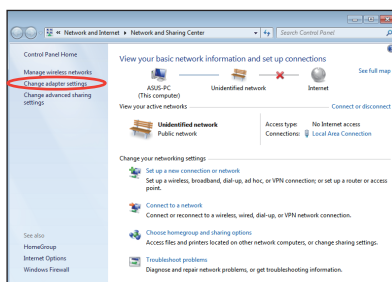 Network and Internet ▸ Network and Sharing Center
Search Control Panel
Control Panel Home
Manage wireless networks
Change adapter settings
Change advanced sharing
settings
See also
HomeGroup
Internet Options
Windows Firewall
View your basic network information and set up connections
See full map
ASUS-PC
(This computer)
Unidentified network
Internet
View your active networks
Connect or disconnect
Unidentified network
Public network
Access type: No Internet access
Connections: Local Area Connection
Change your networking settings
Set up a new connection or network
Set up a wireless, broadband, dial-up, ad hoc, or VPN connection; or set up a router or access
point.
Connect to a network
Connect or reconnect to a wireless, wired, dial-up, or VPN network connection.
Choose homegroup and sharing options
Access files and printers located on other network computers, or change sharing settings.
Troubleshoot problems
Diagnose and repair network problems, or get troubleshooting information.